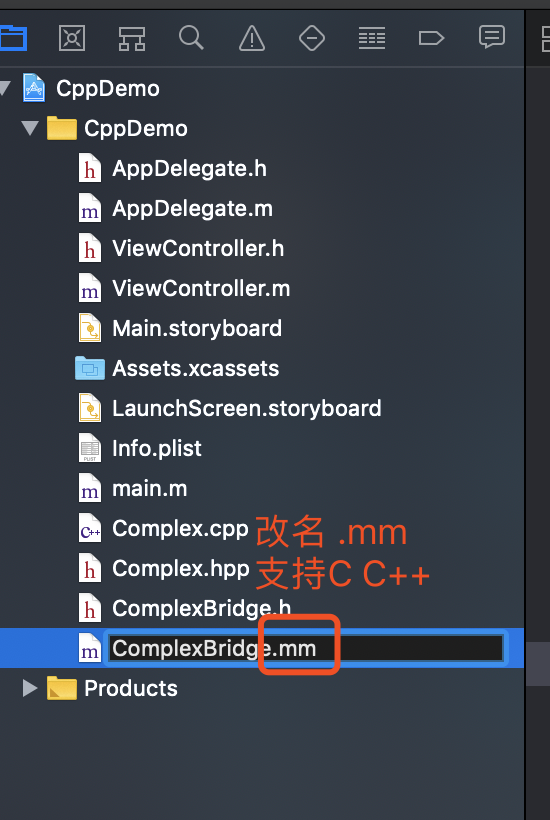 CppDemo
CppDemo
AppDelegate.h
AppDelegate.m
ViewController.h
ViewController.m
Main.storyboard
Assets.xcassets
LaunchScreen.storyboard
Info.plist
main.m
Complex.cpp 改名 .mm
Complex.hpp 支持C C++
ComplexBridge.h
ComplexBridge.mm
Products